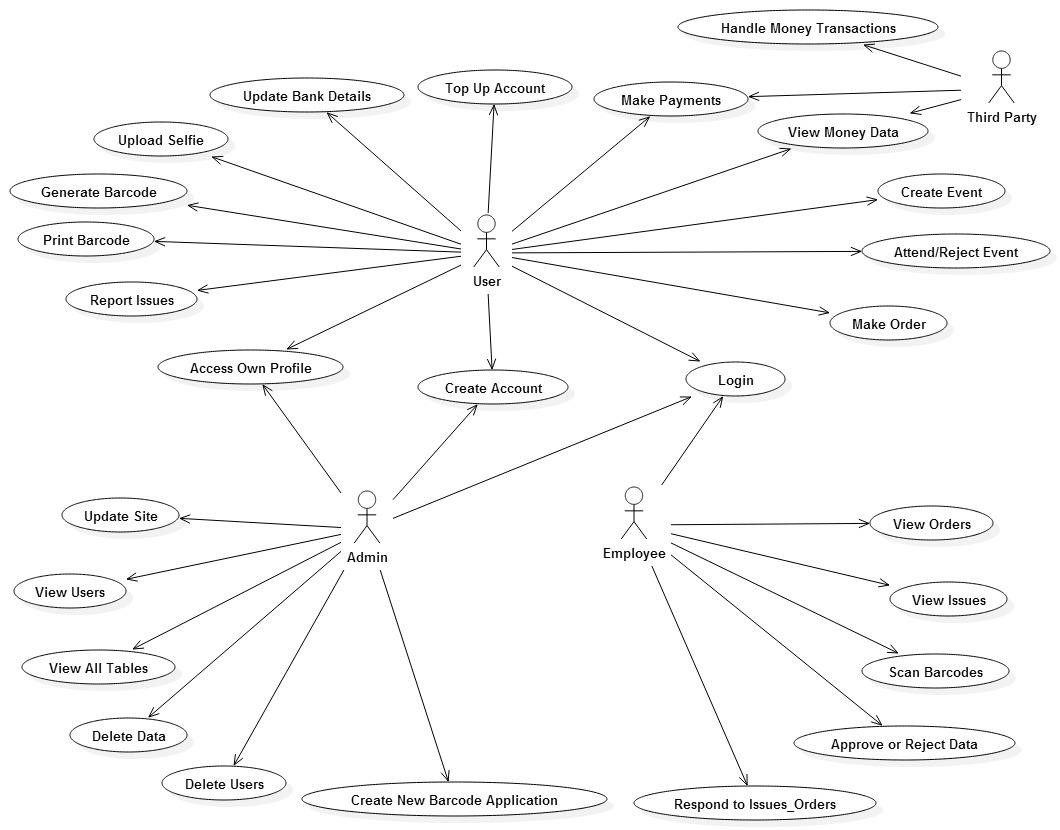 Handle Money Transactions
Top Up Account
Update Bank Details
Make Payments
Third Party
View Money Data
Upload Selfie
Generate Barcode
Create Event
Print Barcode
Attend/Reject Event
User
Report Issues
Make Order
Access Own Profile
Create Account
Login
Update Site
View Orders
Employee
Admin
View Users
View Issues
View All Tables
Scan Barcodes
Delete Data
Approve or Reject Data
Delete Users
Create New Barcode Application
Respond to Issues_Orders